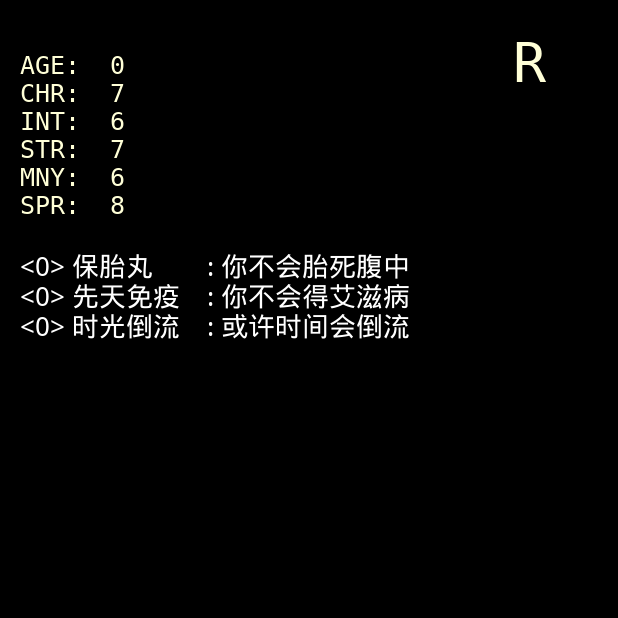 R
AGE: 0
CHR: 7
INT: 6
STR: 7
MNY: 6
SPR: 8
<O> 保胎丸 : 你不会胎死腹中
<O> 先天免疫 : 你不会得艾滋病
<O> 时光倒流 : 或许时间会倒流